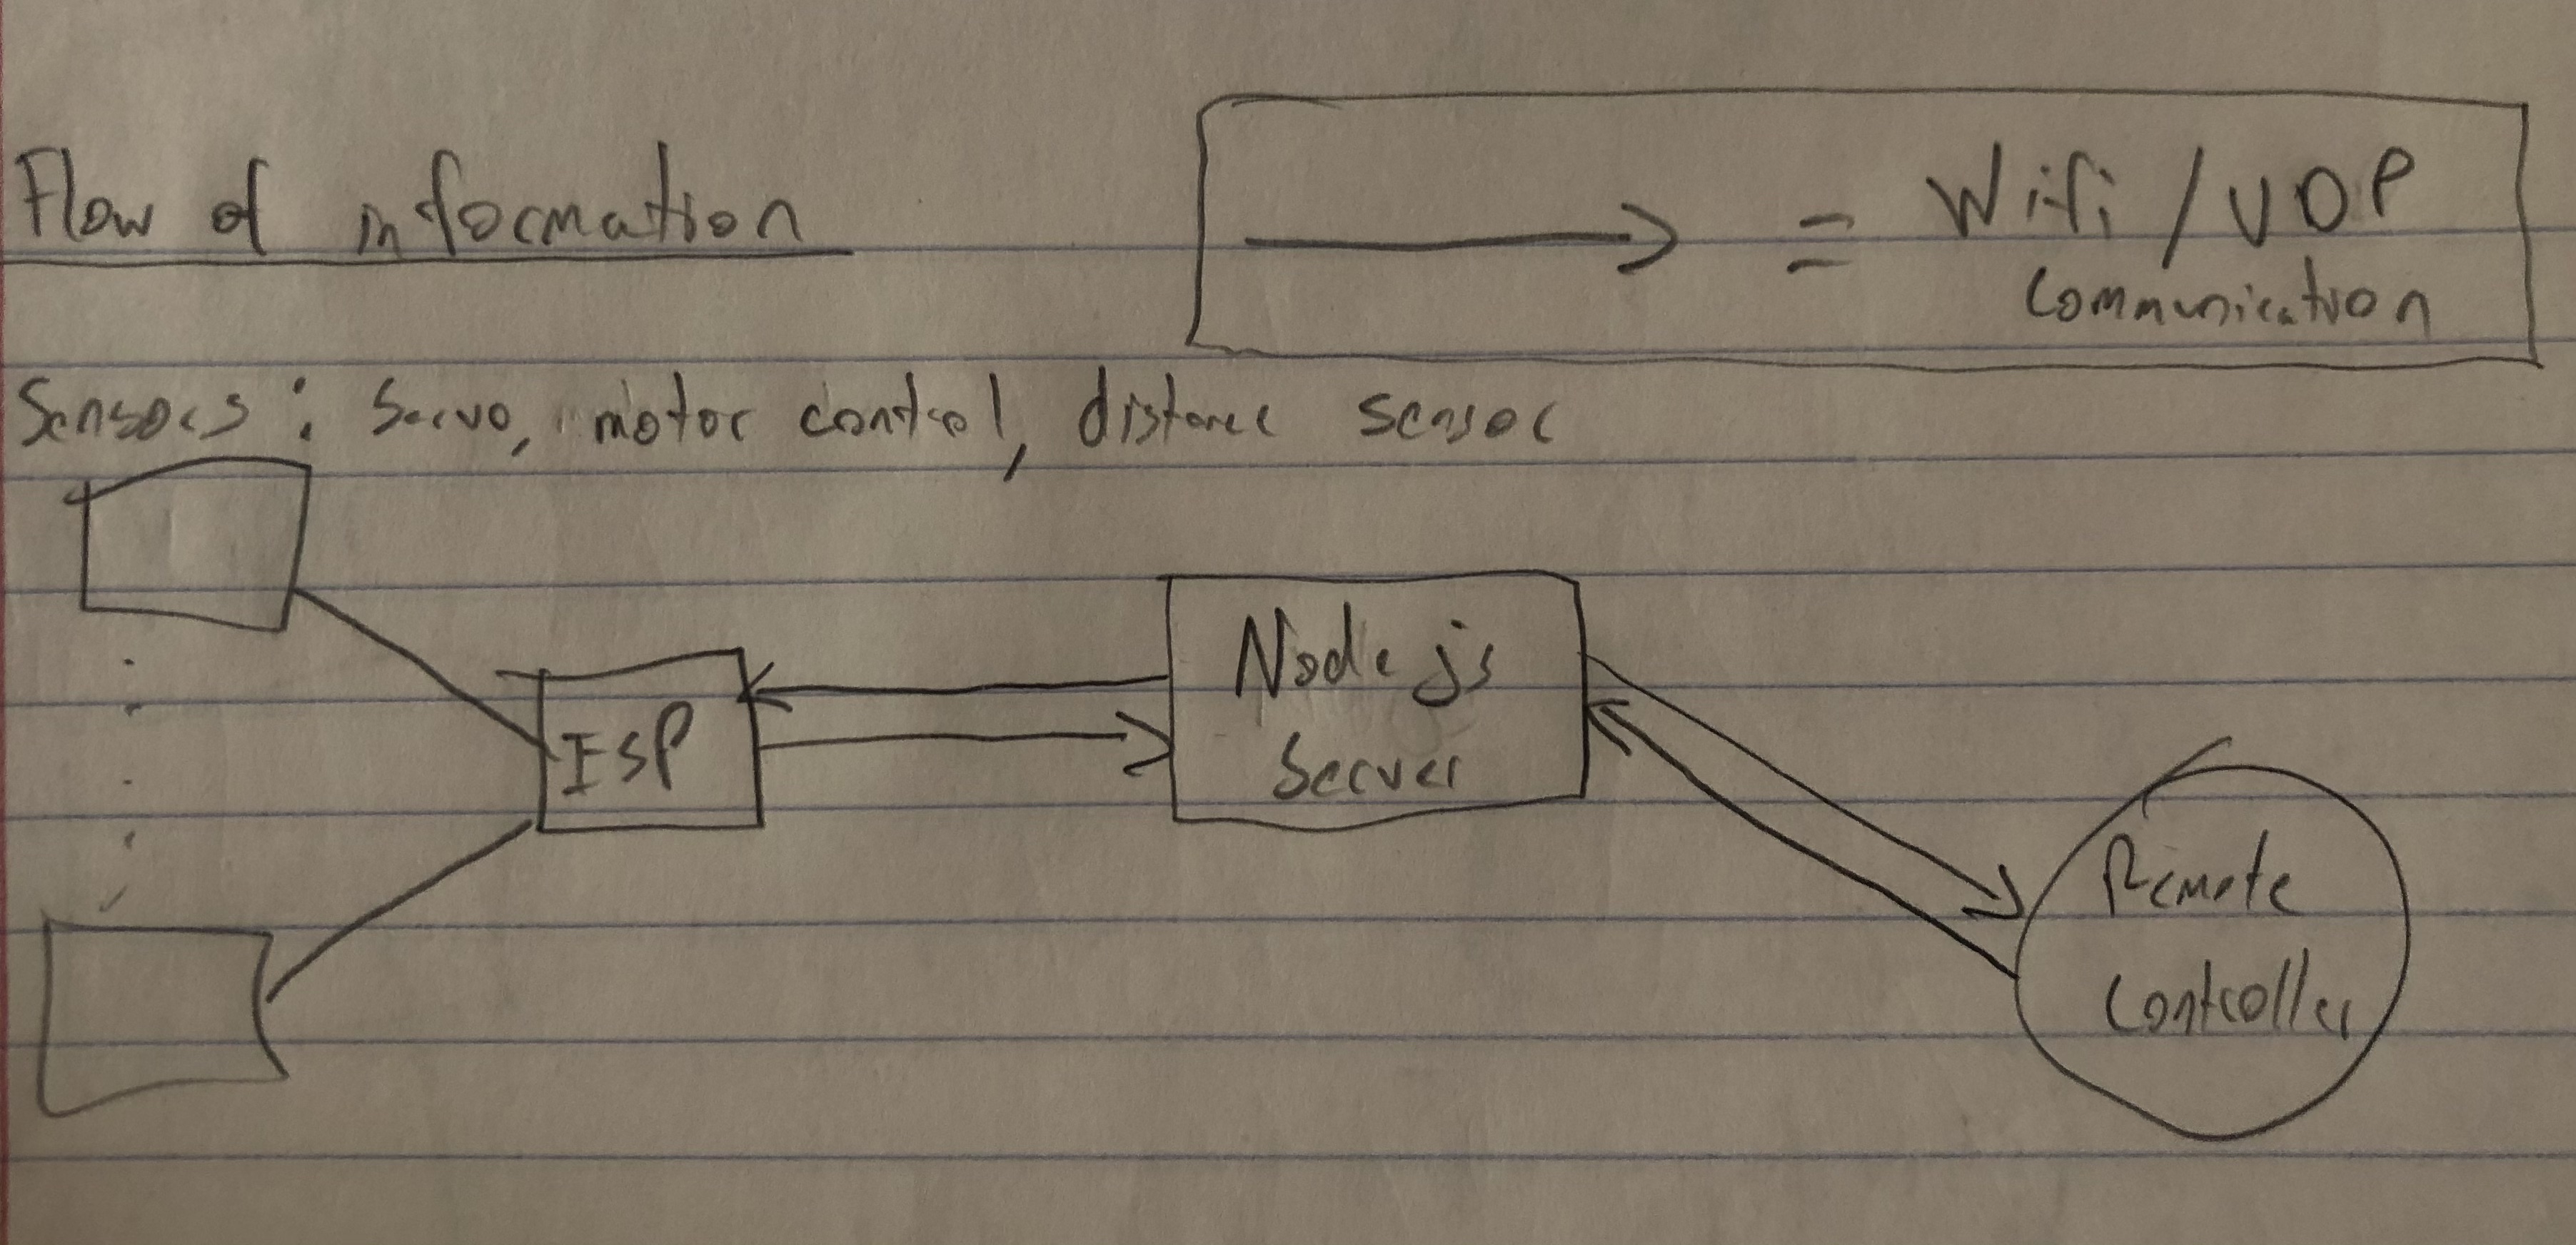 Flow of information
→ = Wifi / UDP
Communication
Sensors: Servo, motor control, distance sensor
Node js
Server
ESP
Remote
Controller